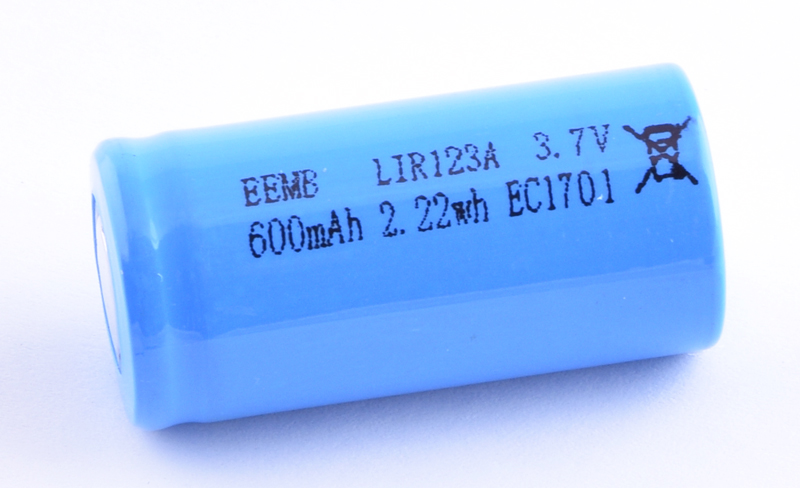 EEMB LIR123A 3.7V
600mAh 2.22wh EC1701